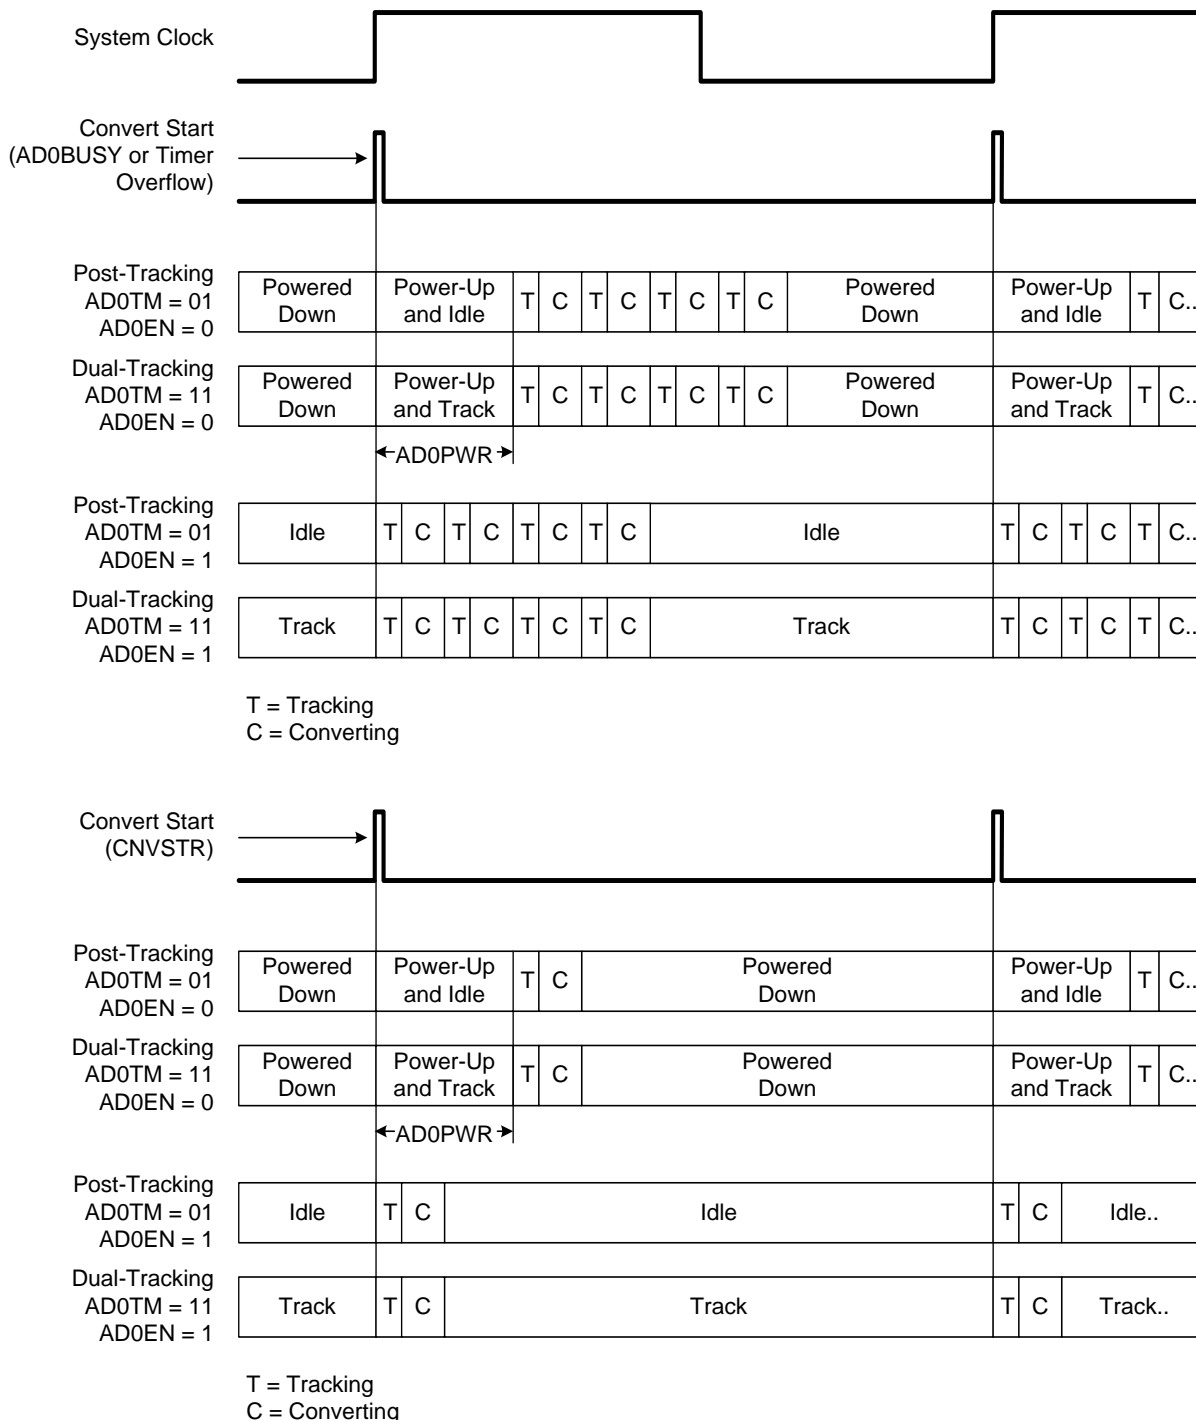 System Clock
Convert Start
(AD0BUSY or Timer
Overflow)
Post-Tracking
AD0TM = 01
AD0EN = 0
Powered
Down
Power-Up
and Idle
T C T C T C T C
Powered
Down
Power-Up
and Idle
T C..
Dual-Tracking
AD0TM = 11
AD0EN = 0
Powered
Down
Power-Up
and Track
T C T C T C T C
Powered
Down
Power-Up
and Track
T C..
AD0PWR
Post-Tracking
AD0TM = 01
AD0EN = 1
Idle T C T C T C T C Idle T C T C T C..
Dual-Tracking
AD0TM = 11
AD0EN = 1
Track T C T C T C T C Track T C T C T C..
T = Tracking
C = Converting
Convert Start
(CNVSTR)
Post-Tracking
AD0TM = 01
AD0EN = 0
Powered
Down
Power-Up
and Idle
T C
Powered
Down
Power-Up
and Idle
T C..
Dual-Tracking
AD0TM = 11
AD0EN = 0
Powered
Down
Power-Up
and Track
T C
Powered
Down
Power-Up
and Track
T C..
AD0PWR
Post-Tracking
AD0TM = 01
AD0EN = 1
Idle T C Idle T C Idle..
Dual-Tracking
AD0TM = 11
AD0EN = 1
Track T C Track T C Track..
T = Tracking
C = Converting